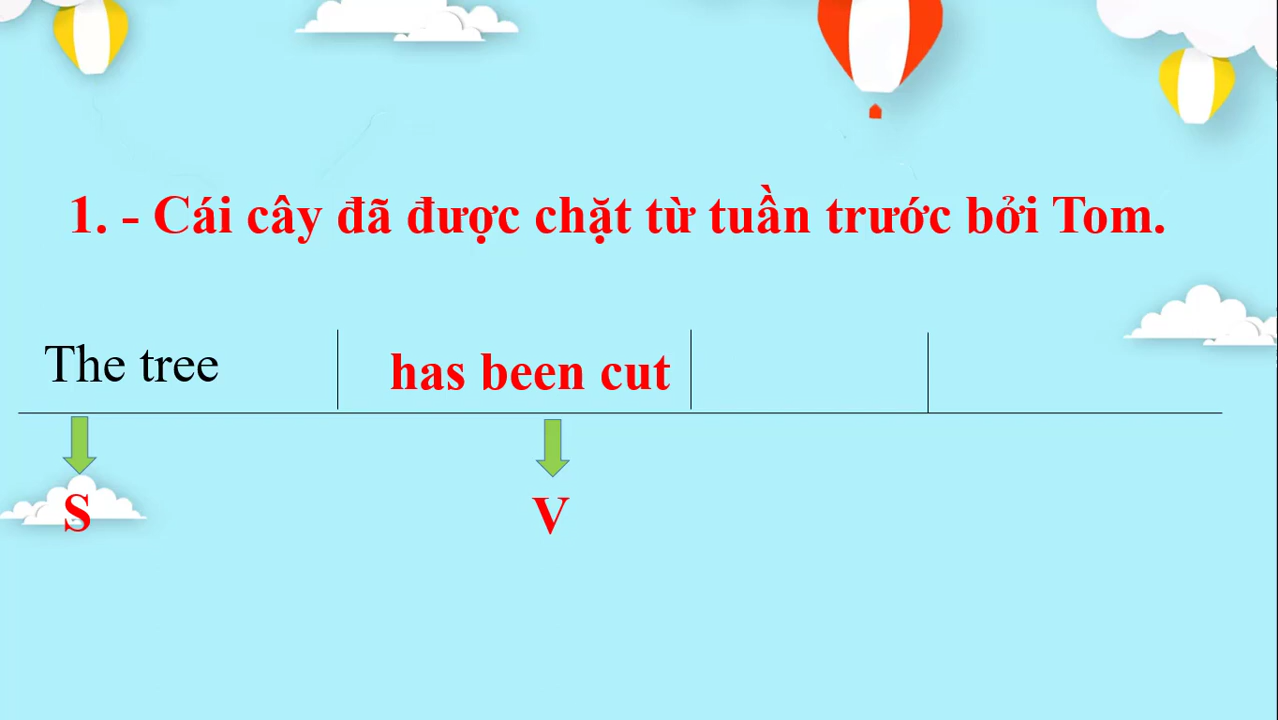 1. - Cái cây đã được chặt từ tuần trước bởi Tom.
The tree has been cut
S V